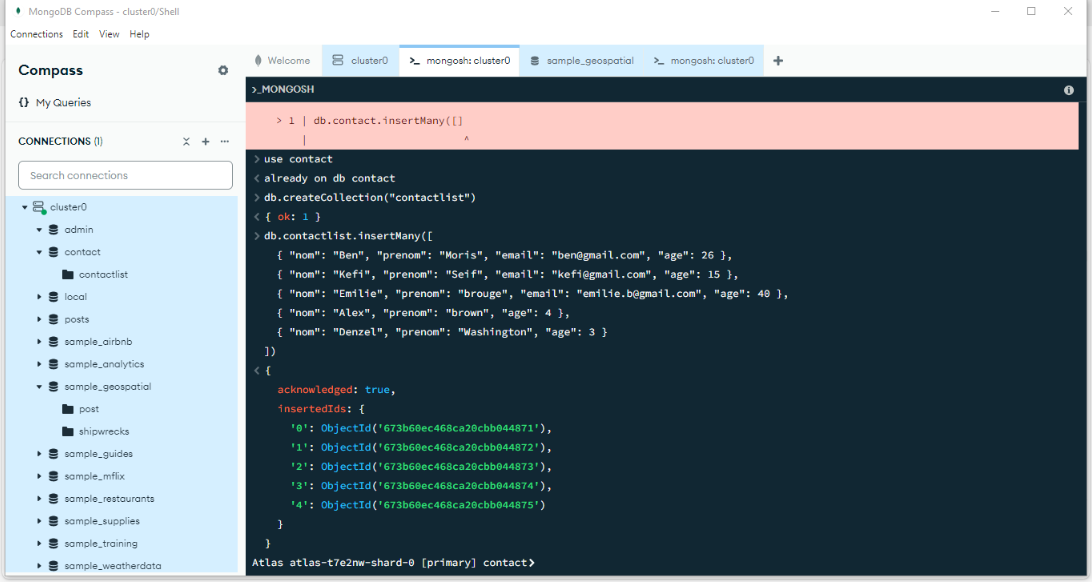 MongoDB Compass - cluster0/Shell
Connections Edit View Help
Compass
{} My Queries
CONNECTIONS (1)
Search connections
cluster0
admin
contact
contactlist
local
posts
sample_airbnb
sample_analytics
sample_geospatial
post
shipwrecks
sample_guides
sample_mflix
sample_restaurants
sample_supplies
sample_training
sample_weatherdata
Welcome cluster0 >_ mongosh: cluster0 sample_geospatial >_ mongosh: cluster0 +
>_MONGOSH
> 1 | db.contact.insertMany([]
| ^
> use contact
< already on db contact
> db.createCollection("contactlist")
< { ok: 1 }
> db.contactlist.insertMany([
{ "nom": "Ben", "prenom": "Moris", "email": "ben@gmail.com", "age": 26 },
{ "nom": "Kefi", "prenom": "Seif", "email": "kefi@gmail.com", "age": 15 },
{ "nom": "Emilie", "prenom": "brouge", "email": "emilie.b@gmail.com", "age": 40 },
{ "nom": "Alex", "prenom": "brown", "age": 4 },
{ "nom": "Denzel", "prenom": "Washington", "age": 3 }
])
< {
acknowledged: true,
insertedIds: {
'0': ObjectId('673b60ec468ca20cbb044871'),
'1': ObjectId('673b60ec468ca20cbb044872'),
'2': ObjectId('673b60ec468ca20cbb044873'),
'3': ObjectId('673b60ec468ca20cbb044874'),
'4': ObjectId('673b60ec468ca20cbb044875')
}
}
Atlas atlas-t7e2nw-shard-0 [primary] contact>